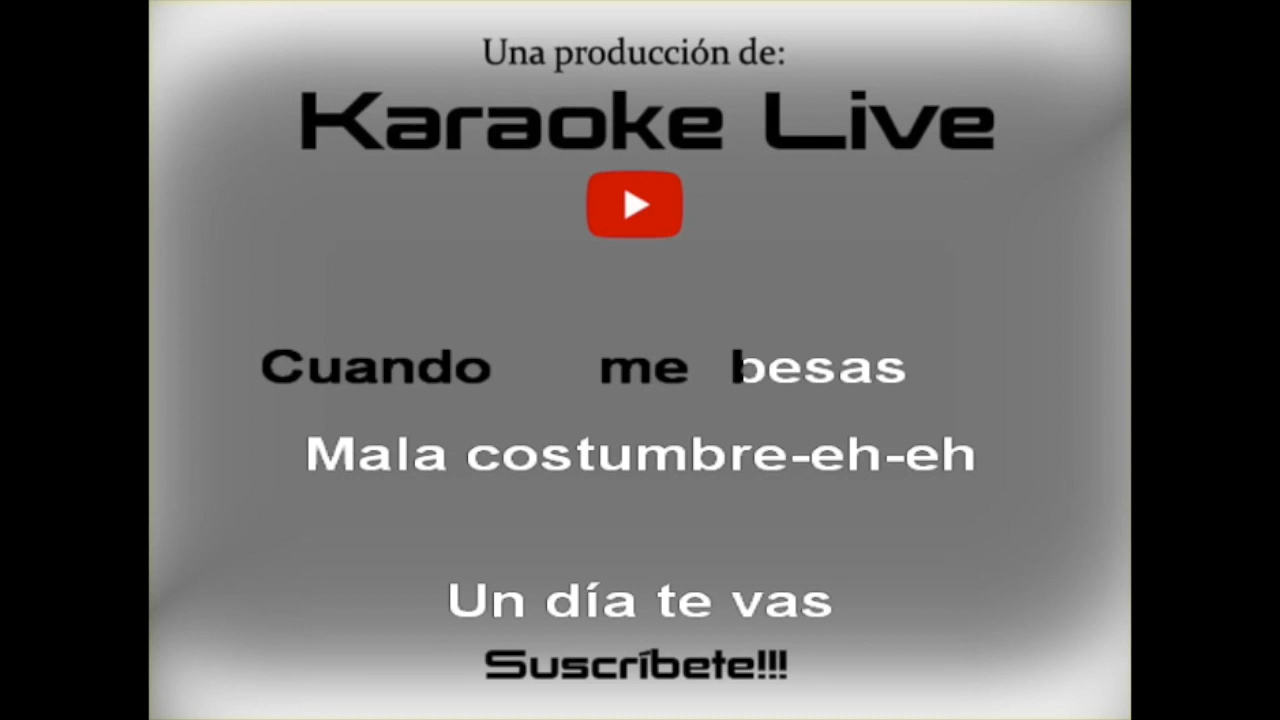 Una producción de:
Karaoke Live
Cuando me besas
Mala costumbre-eh-eh
Un día te vas
Suscríbete!!!